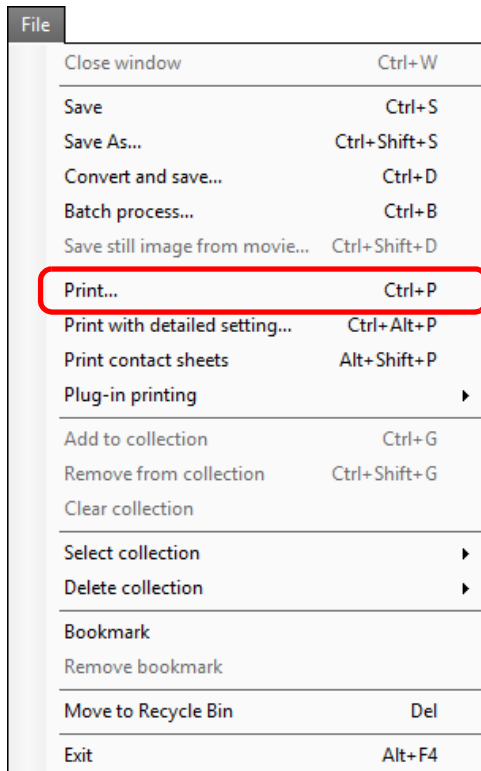 File
Close window Ctrl+W
Save Ctrl+S
Save As... Ctrl+Shift+S
Convert and save... Ctrl+D
Batch process... Ctrl+B
Save still image from movie... Ctrl+Shift+D
Print... Ctrl+P
Print with detailed setting... Ctrl+Alt+P
Print contact sheets Alt+Shift+P
Plug-in printing
Add to collection Ctrl+G
Remove from collection Ctrl+Shift+G
Clear collection
Select collection
Delete collection
Bookmark
Remove bookmark
Move to Recycle Bin Del
Exit Alt+F4